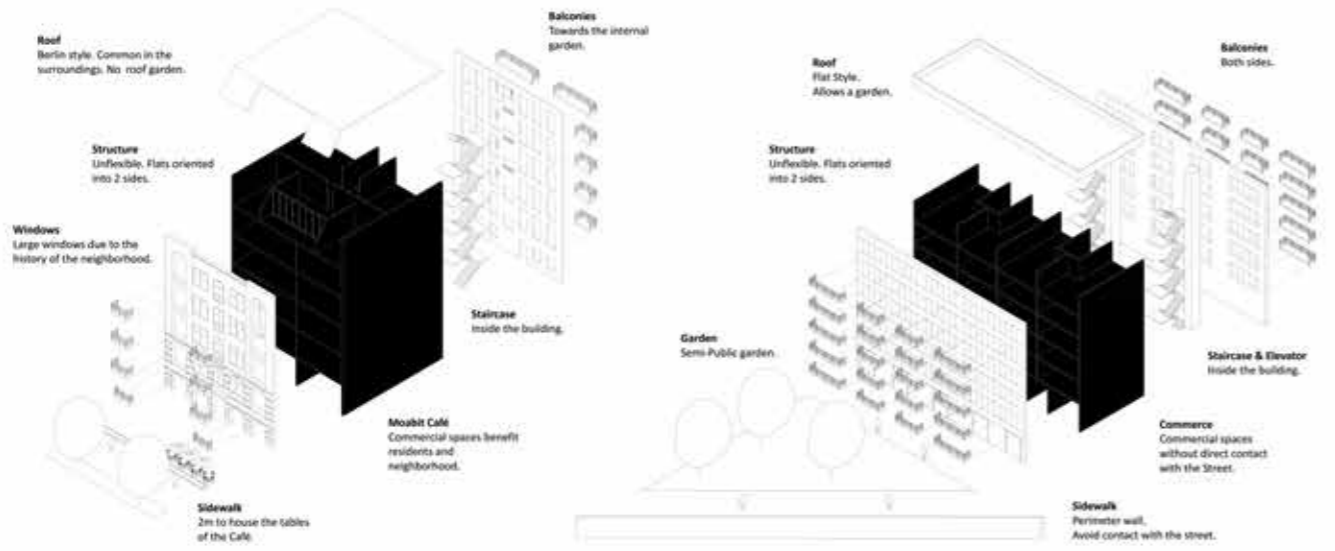 Roof
Berlin style. Common in the
surroundings. No roof garden.
Balconies
Towards the internal
garden.
Structure
Unflexible. Flats oriented
into 2 sides.
Windows
Large windows due to the
history of the neighborhood.
Staircase
Inside the building.
Moabit Café
Commercial spaces benefit
residents and
neighborhood.
Sidewalk
2m to house the tables
of the Café.
Roof
Flat Style.
Allows a garden.
Balconies
Both sides.
Structure
Unflexible. Flats oriented
into 2 sides.
Garden
Semi-Public garden.
Staircase & Elevator
Inside the building.
Commerce
Commercial spaces
without direct contact
with the Street.
Sidewalk
Perimeter wall,
Avoid contact with the street.